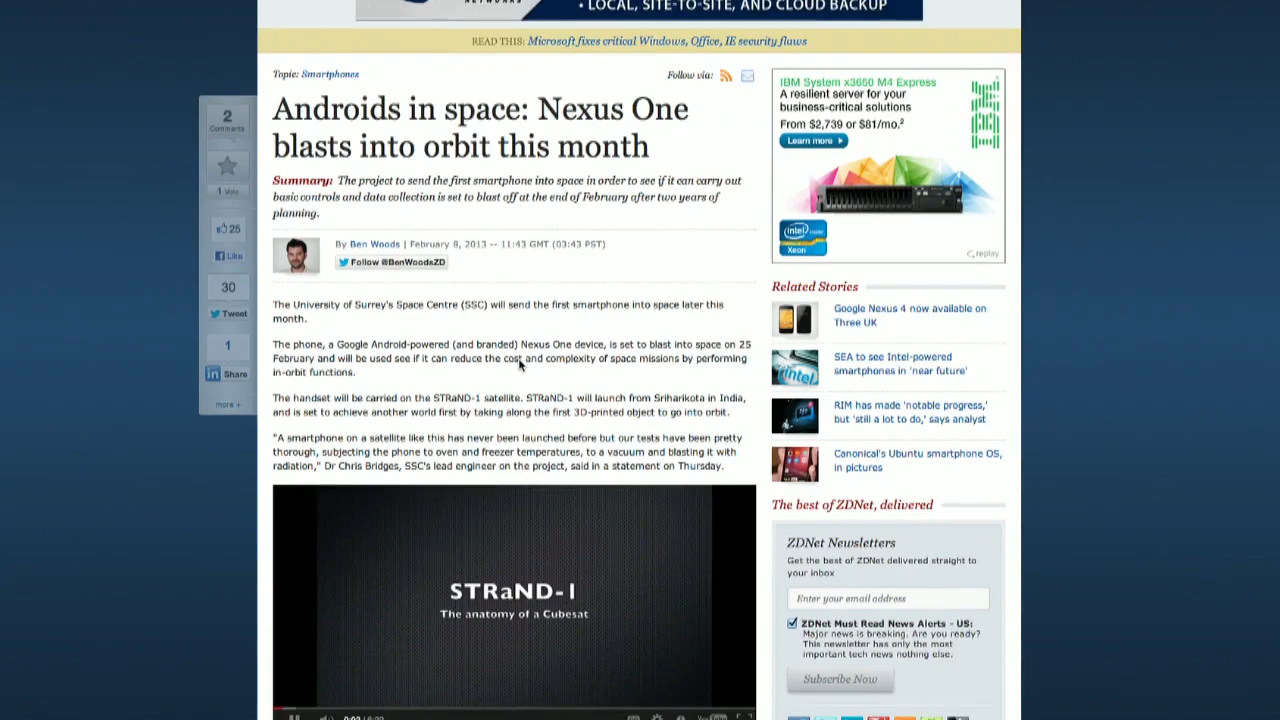 • LOCAL, SITE-TO-SITE, AND CLOUD BACKUP
READ THIS: Microsoft fixes critical Windows, Office, IE security flaws
Topic: Smartphones
Follow via:
Androids in space: Nexus One
blasts into orbit this month
Summary: The project to send the first smartphone into space in order to see if it can carry out
basic controls and data collection is set to blast off at the end of February after two years of
planning.
By Ben Woods | February 8, 2013 -- 11:43 GMT (03:43 PST)
Follow @BenWoodsZD
The University of Surrey's Space Centre (SSC) will send the first smartphone into space later this
month.
The phone, a Google Android-powered (and branded) Nexus One device, is set to blast into space on 25
February and will be used see if it can reduce the cost and complexity of space missions by performing
in-orbit functions.
The handset will be carried on the STRaND-1 satellite. STRaND-1 will launch from Sriharikota in India,
and is set to achieve another world first by taking along the first 3D-printed object to go into orbit.
"A smartphone on a satellite like this has never been launched before but our tests have been pretty
thorough, subjecting the phone to oven and freezer temperatures, to a vacuum and blasting it with
radiation," Dr Chris Bridges, SSC's lead engineer on the project, said in a statement on Thursday.
STRaND-1
The anatomy of a Cubesat
2
Comments
1 Vote
25
Like
30
Tweet
1
in Share
more +
IBM System x3650 M4 Express
A resilient server for your
business-critical solutions
From $2,739 or $81/mo.²
Learn more
IBM
intel
Xeon
replay
Related Stories
Google Nexus 4 now available on
Three UK
SEA to see Intel-powered
smartphones in 'near future'
RIM has made 'notable progress,'
but 'still a lot to do,' says analyst
Canonical's Ubuntu smartphone OS,
in pictures
The best of ZDNet, delivered
ZDNet Newsletters
Get the best of ZDNet delivered straight to
your inbox
Enter your email address
ZDNet Must Read News Alerts - US:
Major news is breaking. Are you ready?
This newsletter has only the most
important tech news nothing else.
Subscribe Now